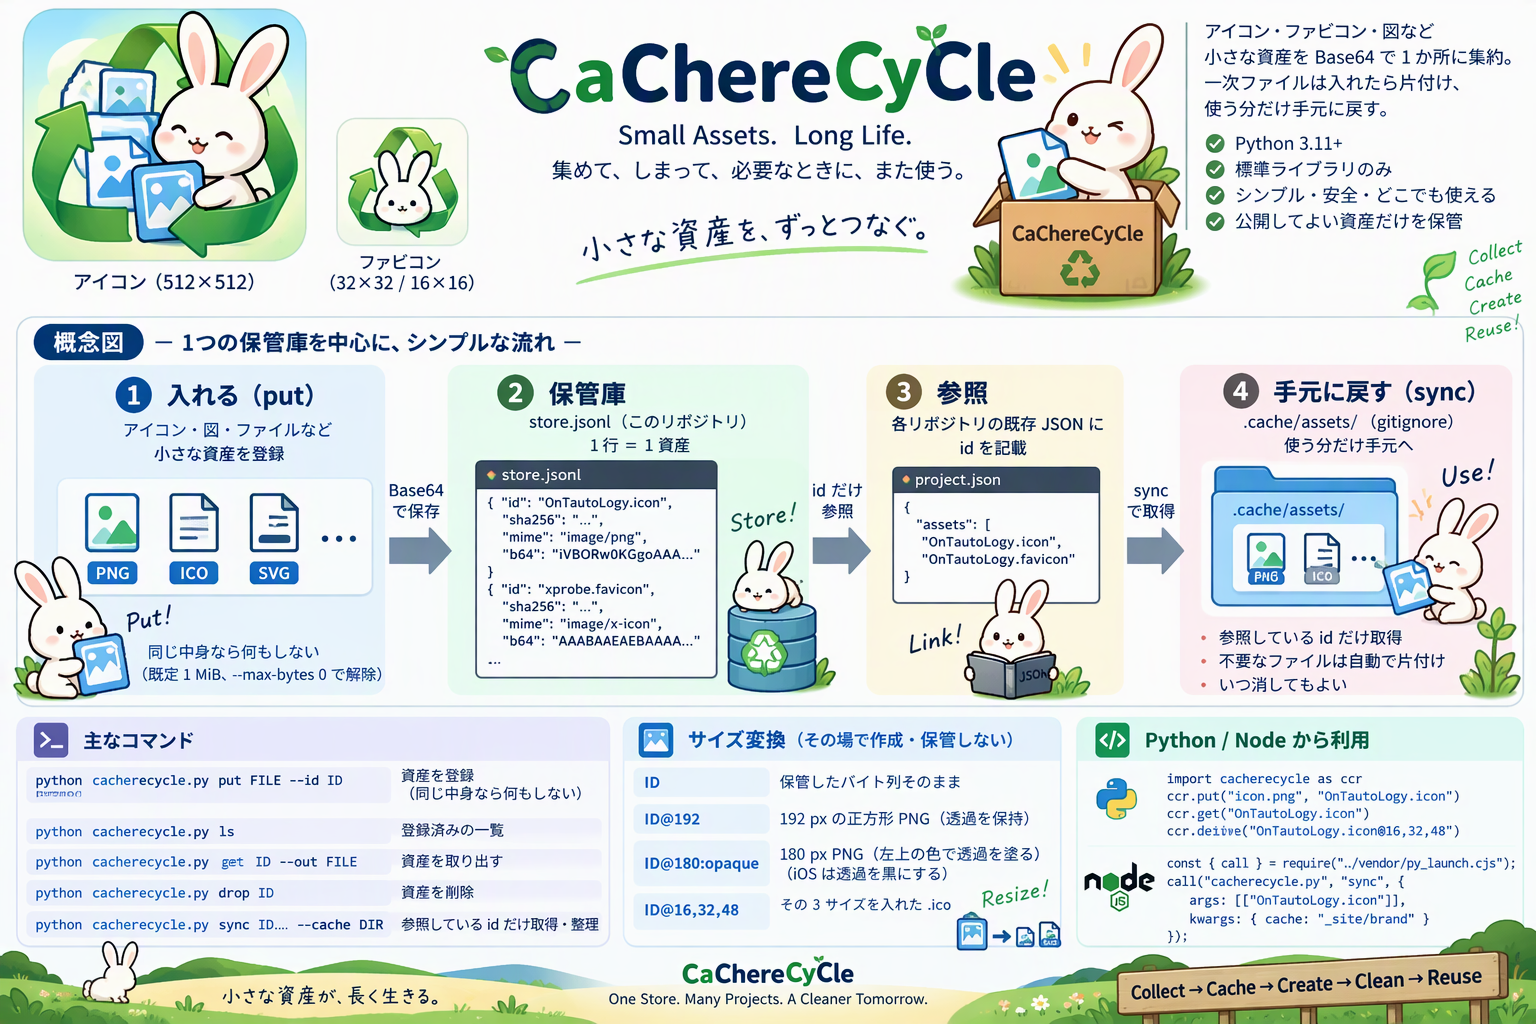 CaChereCyCle
Small Assets. Long Life.
集めて、しまって、必要なときに、また使う。
小さな資産を、ずっとつなぐ。
アイコン（512×512）
ファビコン
（32×32 / 16×16）
CaChereCyCle
アイコン・ファビコン・図など
小さな資産を Base64 で 1 か所に集約。
一次ファイルは入れたら片付け、
使う分だけ手元に戻す。
Python 3.11+
標準ライブラリのみ
シンプル・安全・どこでも使える
公開してよい資産だけを保管
Collect
Cache
Create
Reuse!
概念図
— 1つの保管庫を中心に、シンプルな流れ —
1 入れる（put）
アイコン・図・ファイルなど
小さな資産を登録
PNG
ICO
SVG
...
Put!
同じ中身なら何もしない
（既定 1 MiB、--max-bytes 0 で解除）
Base64
で保存
2 保管庫
store.jsonl（このリポジトリ）
1 行 = 1 資産
store.jsonl
{ "id": "OnTautoLogy.icon",
"sha256": "...",
"mime": "image/png",
"b64": "iVBORw0KGgoAAA..."
}
{ "id": "xprobe.favicon",
"sha256": "...",
"mime": "image/x-icon",
"b64": "AAABAAEAEBAAAA..."
...
Store!
id だけ
参照
3 参照
各リポジトリの既存 JSON に
id を記載
project.json
{
"assets": [
"OnTautoLogy.icon",
"OnTautoLogy.favicon"
}
Link!
JSON
sync
で取得
4 手元に戻す（sync）
.cache/assets/ （gitignore）
使う分だけ手元へ
Use!
.cache/assets/
PNG
ICO
...
• 参照している id だけ取得
• 不要なファイルは自動で片付け
• いつ消してもよい
主なコマンド
python cacherecycle.py put FILE --id ID
資産を登録
（同じ中身なら何もしない）
python cacherecycle.py ls
登録済みの一覧
python cacherecycle.py get ID --out FILE
資産を取り出す
python cacherecycle.py drop ID
資産を削除
python cacherecycle.py sync ID.... --cache DIR
参照している id だけ取得・整理
サイズ変換（その場で作成・保管しない）
ID
保管したバイト列そのまま
ID@192
192 px の正方形 PNG（透過を保持）
ID@180:opaque
180 px PNG（左上の色で透過を塗る）
（iOS は透過を黒にする）
ID@16,32,48
その 3 サイズを入れた .ico
Resize!
Python / Node から利用
import cacherecycle as ccr
ccr.put("icon.png", "OnTautoLogy.icon")
ccr.get("OnTautoLogy.icon")
("OnTautoLogy.icon@16,32,48")
node
JS
const { call } = require("../vendor/py_launch.cjs");
call("cacherecycle.py", "sync", {
args: [["OnTautoLogy.icon"]],
kwargs: { cache: "_site/brand" }
});
小さな資産が、長く生きる。
CaChereCyCle
One Store. Many Projects. A Cleaner Tomorrow.
Collect → Cache → Create → Clean → Reuse